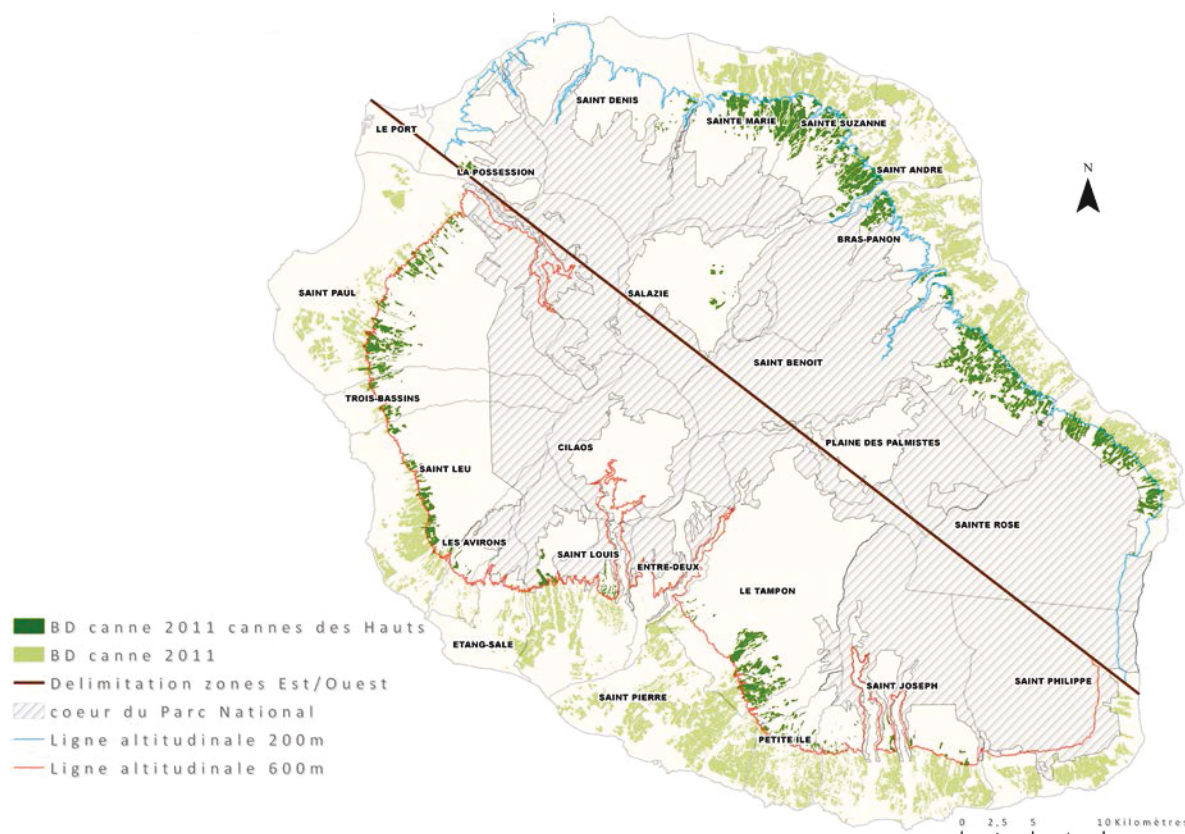 SAINT DENIS
LE PORT
SAINTE MARIE
SAINTE SUZANNE
LA POSSESSION
SAINT ANDRE
N
BRAS-PANON
SAINT PAUL
SALAZIE
SAINT BENOIT
TROIS-BASSINS
PLAINE DES PALMISTES
CILAOS
SAINT LEU
SAINTE ROSE
LES AVIRONS
SAINT LOUIS
ENTRE-DEUX
LE TAMPON
ETANG-SALE
SAINT PIERRE
SAINT JOSEPH
SAINT PHILIPPE
PETITE ILE
BD canne 2011 cannes des Hauts
BD canne 2011
Delimitation zones Est/Ouest
coeur du Parc National
Ligne altitudinale 200m
Ligne altitudinale 600m
0 2,5 5 10 Kilomètres